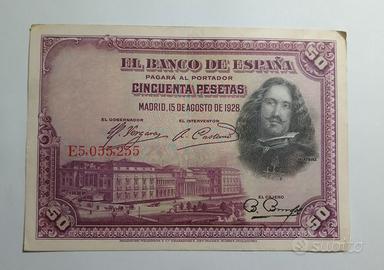 50
EL BANCO DE ESPAÑA
PAGARÁ AL PORTADOR
CINCUENTA PESETAS
MADRID, 15 DE AGOSTO DE 1928
EL GOBERNADOR
EL INTERVENTOR
E5,055,255
EL CAJERO
50
50
subito